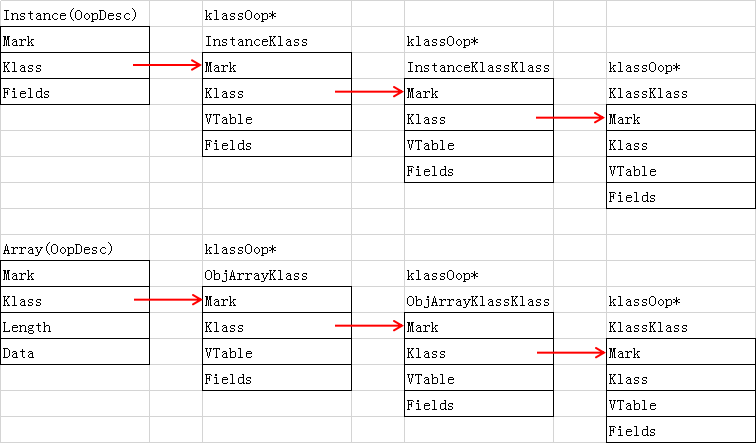 Instance(OopDesc)
Mark
Klass
Fields
klassOop*
InstanceKlass
Mark
Klass
VTable
Fields
klassOop*
InstanceKlassKlass
Mark
Klass
VTable
Fields
klassOop*
KlassKlass
Mark
Klass
VTable
Fields
Array(OopDesc)
Mark
Klass
Length
Data
klassOop*
ObjArrayKlass
Mark
Klass
VTable
Fields
klassOop*
ObjArrayKlassKlass
Mark
Klass
VTable
Fields
klassOop*
KlassKlass
Mark
Klass
VTable
Fields